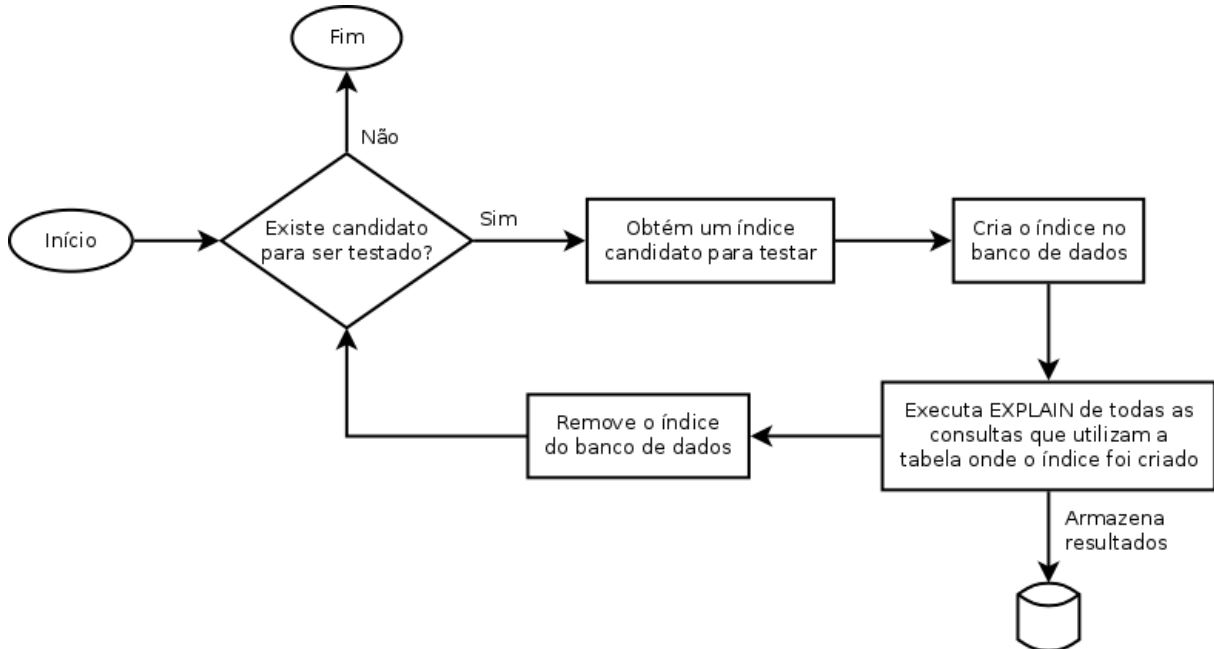 Fim
Não
Início
Existe candidato
para ser testado?
Sim
Obtém um índice
candidato para testar
Cria o índice no
banco de dados
Executa EXPLAIN de todas as
consultas que utilizam a
tabela onde o índice foi criado
Remove o índice
do banco de dados
Armazena
resultados